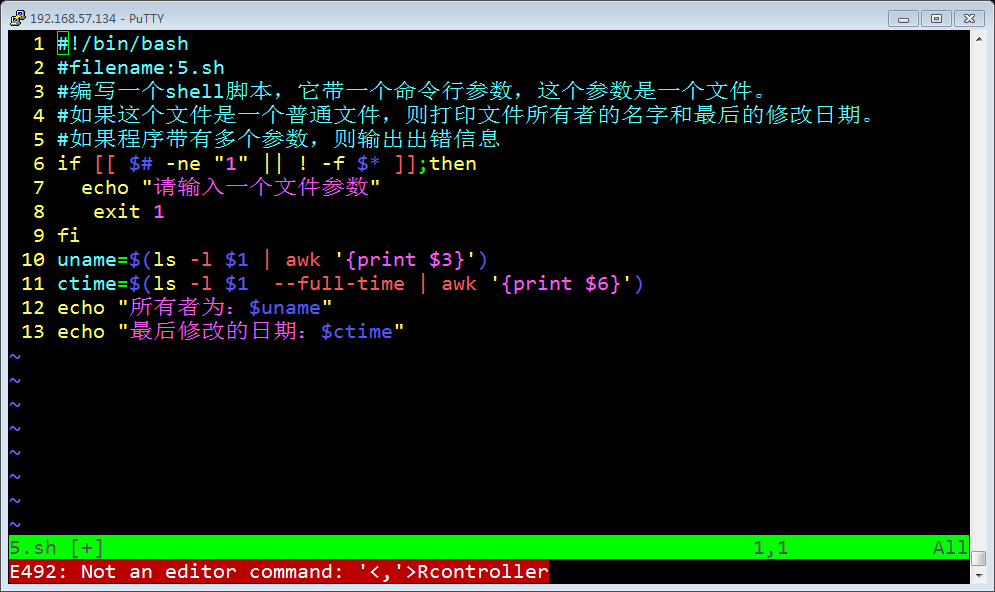 192.168.57.134 - PuTTY
1 #!/bin/bash
2 #filename:5.sh
3 #编写一个shell脚本，它带一个命令行参数，这个参数是一个文件。
4 #如果这个文件是一个普通文件，则打印文件所有者的名字和最后的修改日期。
5 #如果程序带有多个参数，则输出出错信息
6 if [[ $# -ne "1" || ! -f $* ]];then
7   echo "请输入一个文件参数"
8    exit 1
9 fi
10 uname=$(ls -l $1 | awk '{print $3}')
11 ctime=$(ls -l $1  --full-time | awk '{print $6}')
12 echo "所有者为：$uname"
13 echo "最后修改的日期：$ctime"
~
~
~
~
~
~
~
~
5.sh [+] 1,1 All
E492: Not an editor command: '<,'>Rcontroller